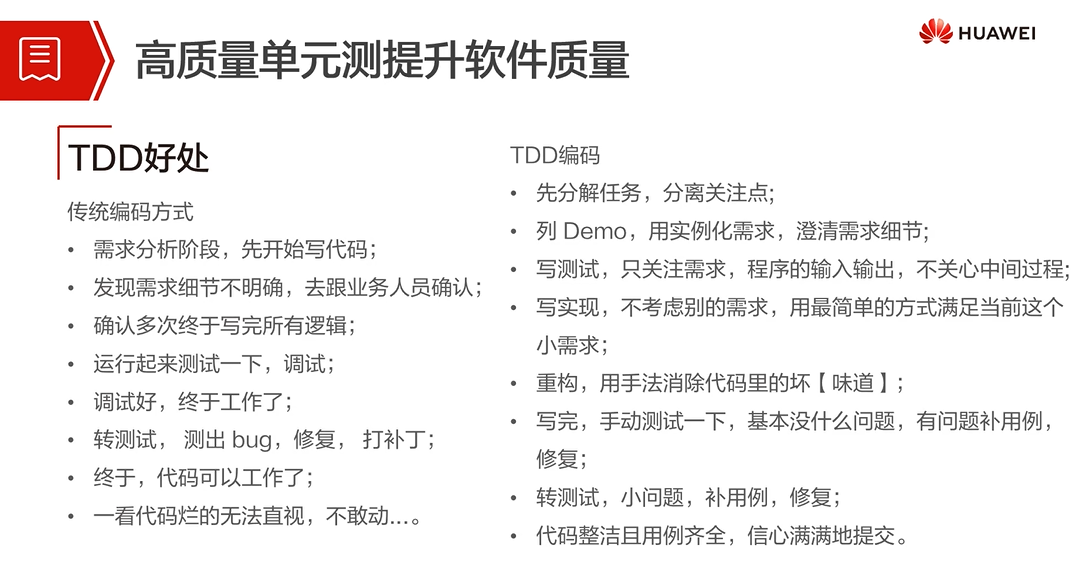 高质量单元测提升软件质量
HUAWEI
TDD好处
传统编码方式
• 需求分析阶段，先开始写代码；
• 发现需求细节不明确，去跟业务人员确认；
• 确认多次终于写完所有逻辑；
• 运行起来测试一下，调试；
• 调试好，终于工作了；
• 转测试， 测出 bug，修复， 打补丁；
• 终于，代码可以工作了；
• 一看代码烂的无法直视，不敢动...。
TDD编码
• 先分解任务，分离关注点;
• 列 Demo，用实例化需求，澄清需求细节;
• 写测试，只关注需求，程序的输入输出，不关心中间过程;
• 写实现，不考虑别的需求，用最简单的方式满足当前这个
小需求；
• 重构，用手法消除代码里的坏【 味道 】；
• 写完，手动测试一下，基本没什么问题，有问题补用例，
修复；
• 转测试，小问题，补用例，修复；
• 代码整洁且用例齐全，信心满满地提交。